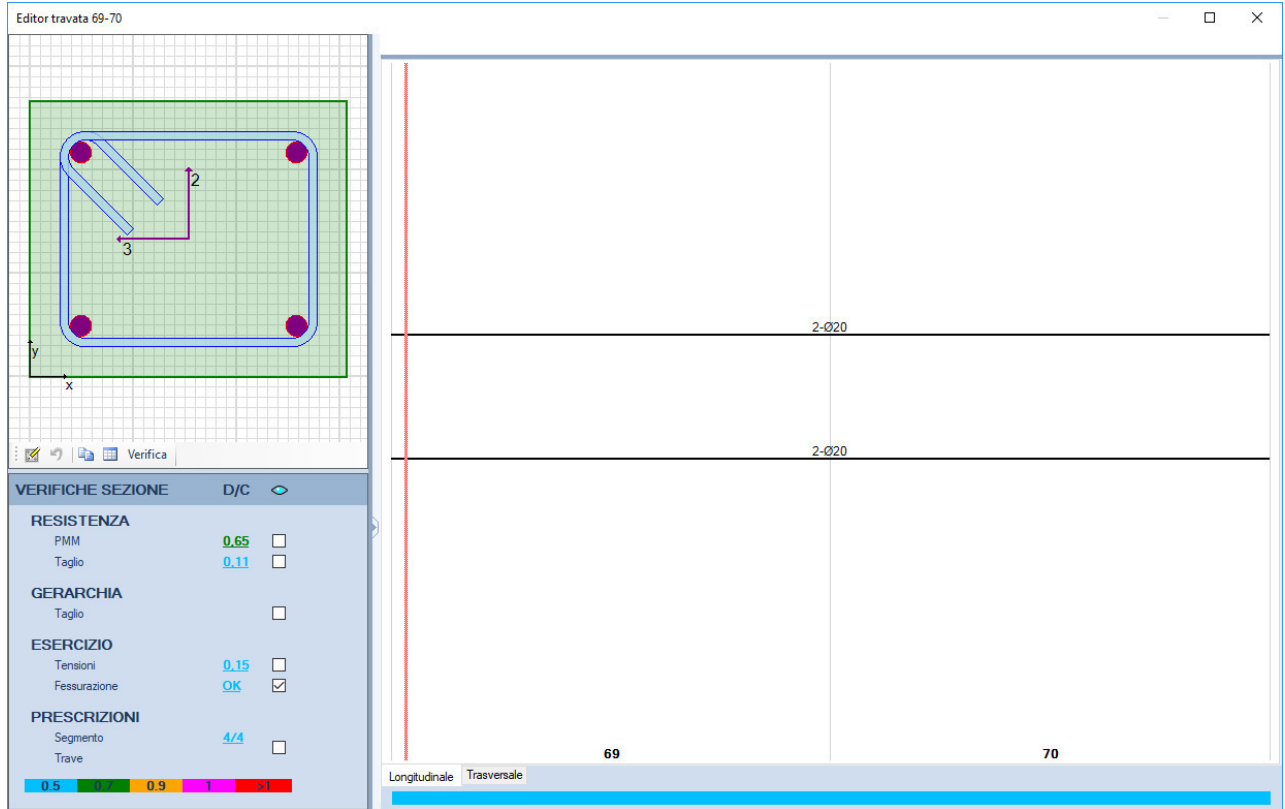 Editor travata 69-70
2
3
y
x
Verifica
VERIFICHE SEZIONE D/C
RESISTENZA
PMM 0,65
Taglio 0,11
GERARCHIA
Taglio
ESERCIZIO
Tensioni 0,15
Fessurazione OK
PRESCRIZIONI
Segmento 4/4
Trave
0.5 0.7 0.9 1 >1
2-Ø20
2-Ø20
69 70
Longitudinale Trasversale